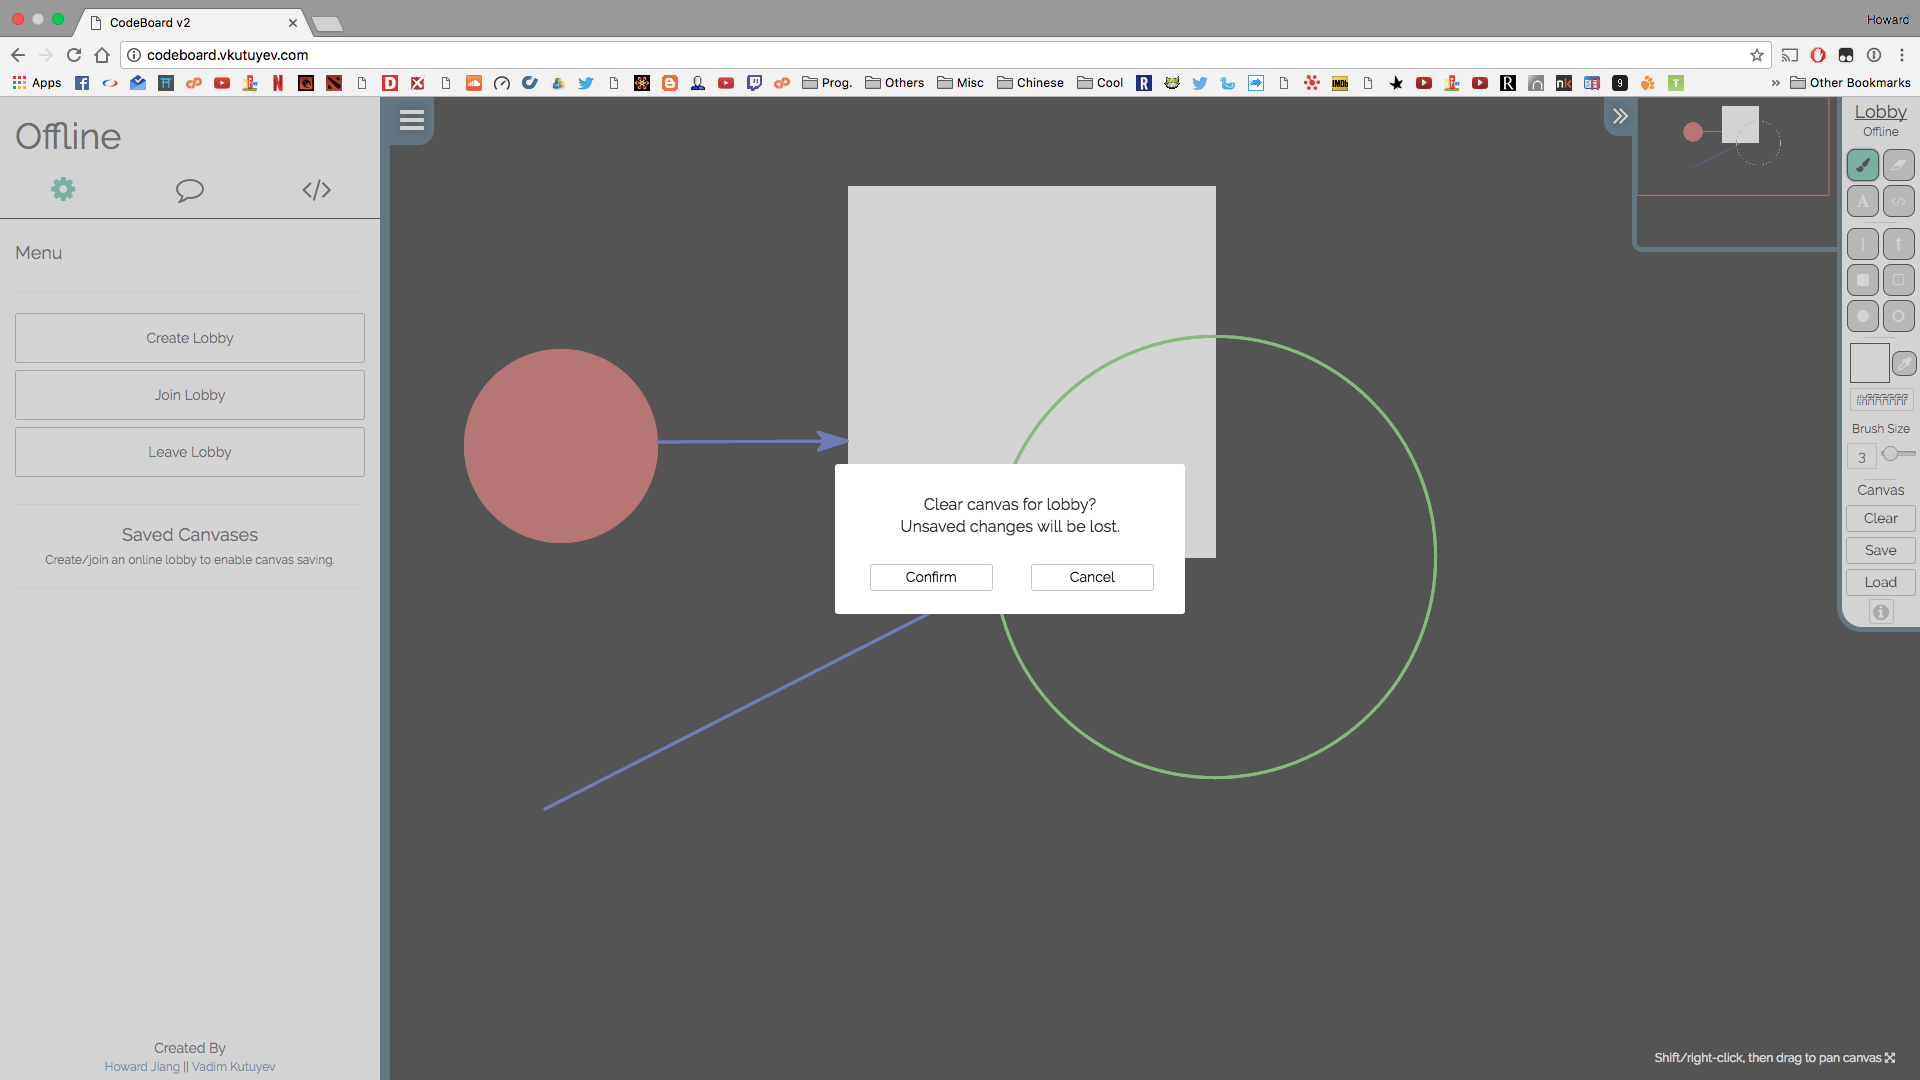 CodeBoard v2
Howard
codeboard.vkutuyev.com
Apps
Prog.
Others
Misc
Chinese
Cool
Other Bookmarks
Offline
Menu
Create Lobby
Join Lobby
Leave Lobby
Saved Canvases
Create/join an online lobby to enable canvas saving.
Created By
Howard Jiang || Vadim Kutuyev
Clear canvas for lobby?
Unsaved changes will be lost.
Confirm
Cancel
Lobby
Offline
A
</>
Brush Size
3
Canvas
Clear
Save
Load
Shift/right-click, then drag to pan canvas